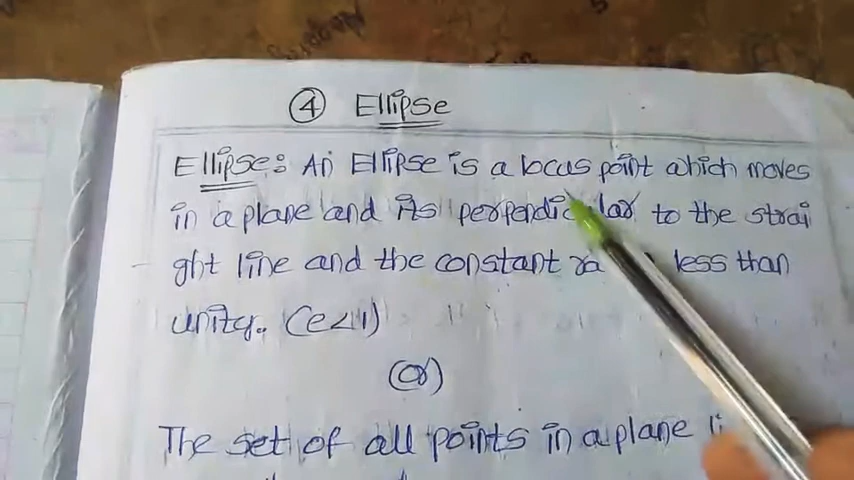 ④ Ellipse
Ellipse: An Ellipse is a locus point which moves
in a plane and its perpendicular to the strai
ght line and the constant less than
unity. (e<1)
(or)
The set of all points in a plane